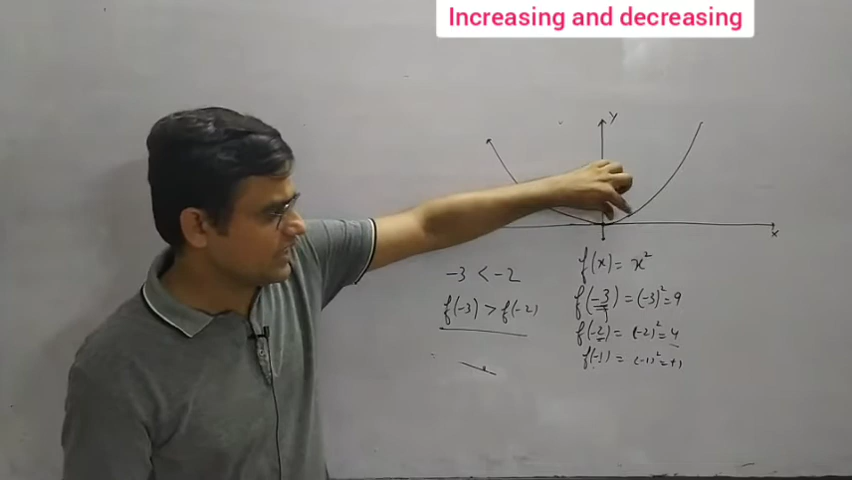 Increasing and decreasing
Y
x
-3 < -2
f(-3) > f(-2)
f(x) = x²
f(-3) = (-3)² = 9
f(-2) = (-2)² = 4
f(-1) = (-1)² = +1